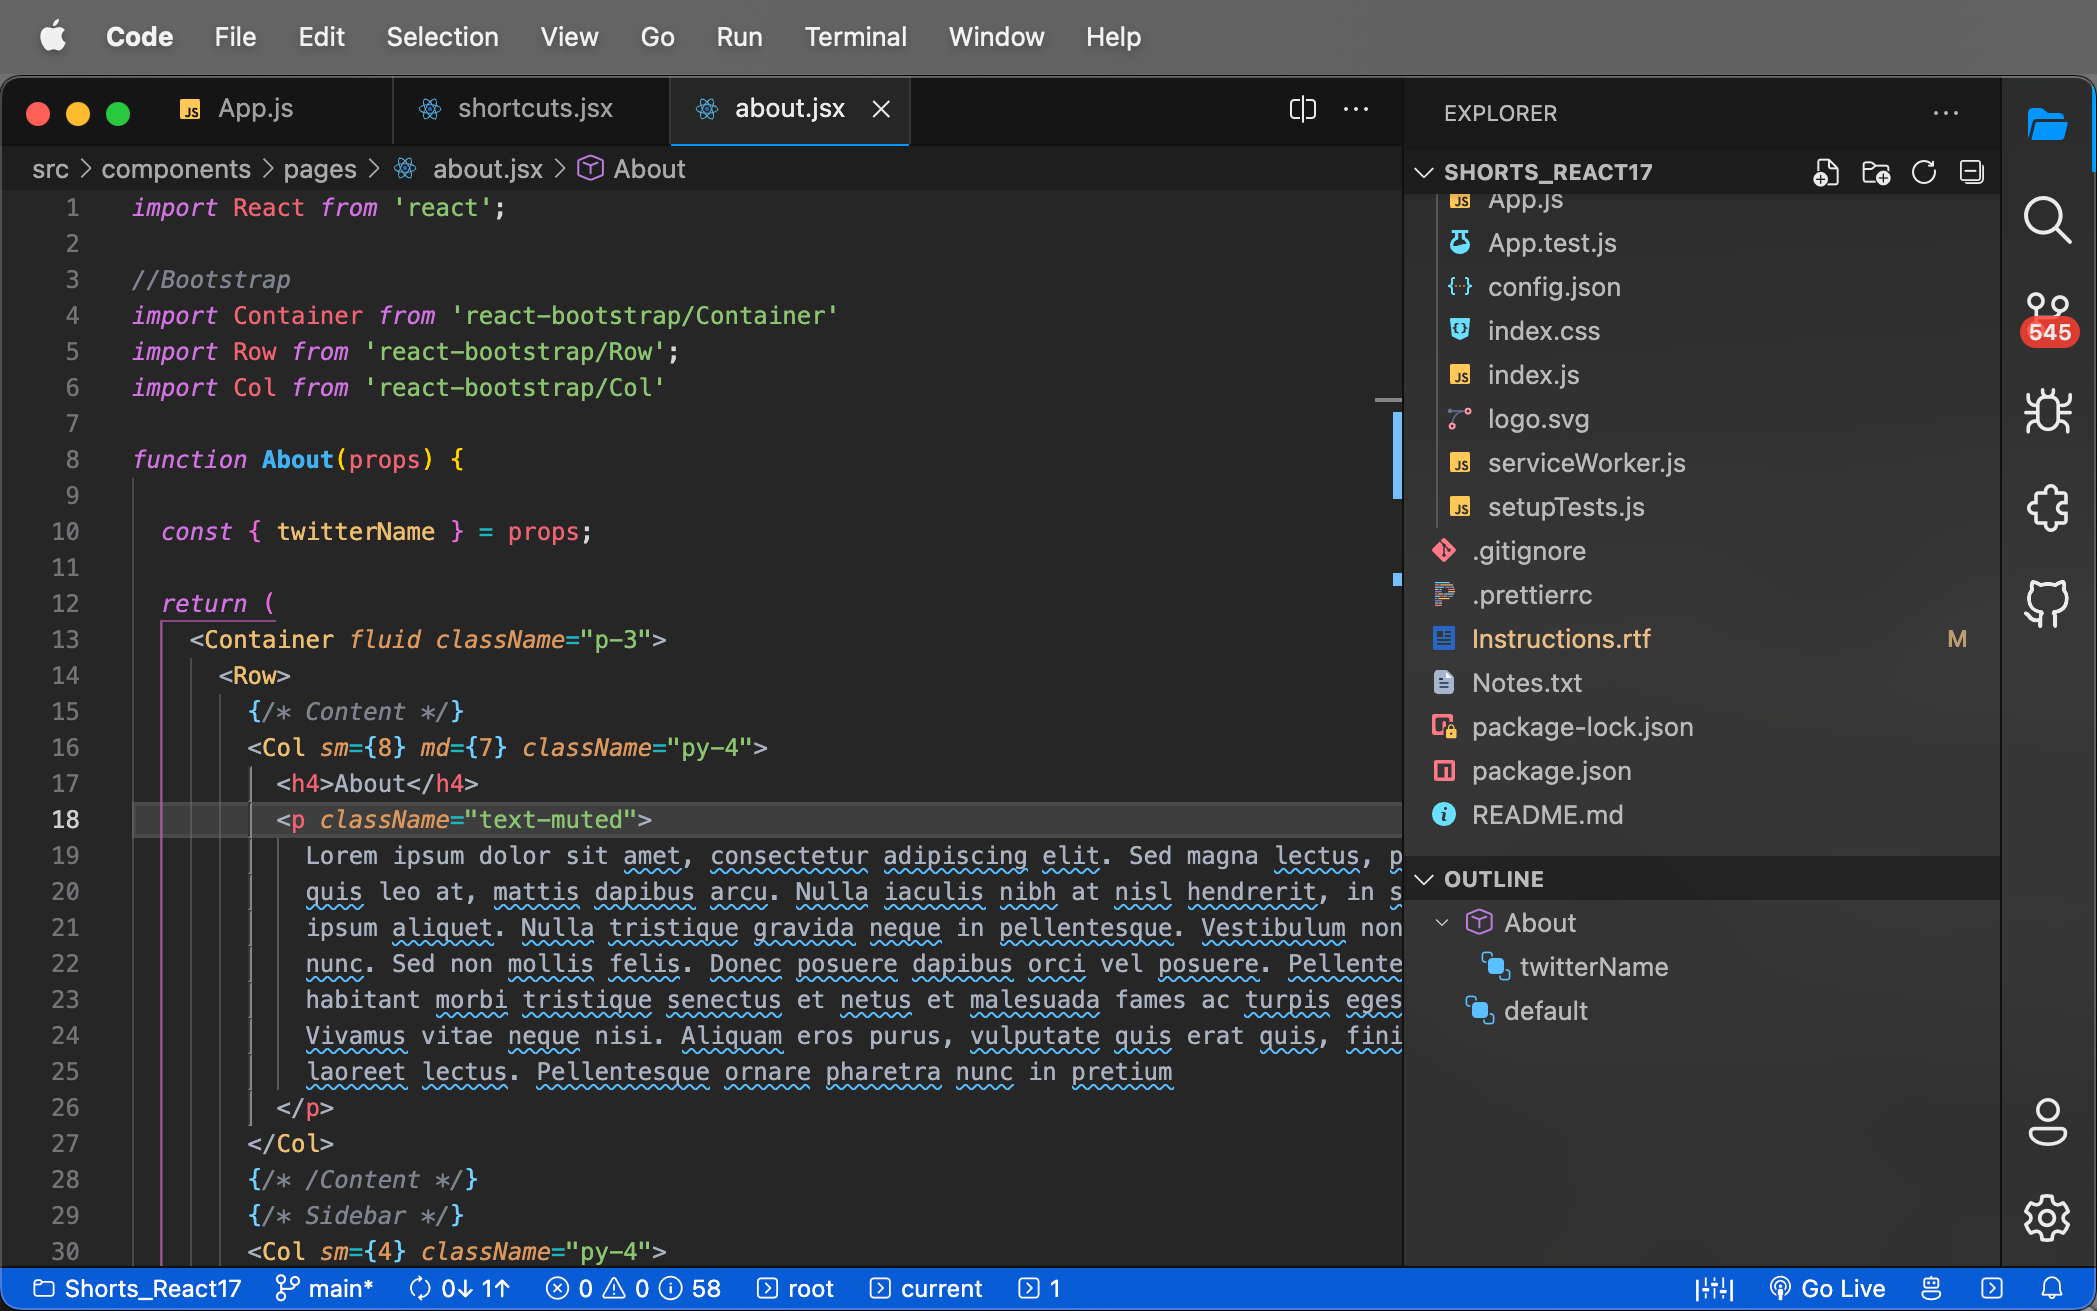 Code File Edit Selection View Go Run Terminal Window Help
App.js shortcuts.jsx about.jsx
src > components > pages > about.jsx > About
1 import React from 'react';
2
3 //Bootstrap
4 import Container from 'react-bootstrap/Container'
5 import Row from 'react-bootstrap/Row';
6 import Col from 'react-bootstrap/Col'
7
8 function About(props) {
9
10 const { twitterName } = props;
11
12 return (
13 <Container fluid className="p-3">
14 <Row>
15 {/* Content */}
16 <Col sm={8} md={7} className="py-4">
17 <h4>About</h4>
18 <p className="text-muted">
19 Lorem ipsum dolor sit amet, consectetur adipiscing elit. Sed magna lectus, p
20 quis leo at, mattis dapibus arcu. Nulla iaculis nibh at nisl hendrerit, in s
21 ipsum aliquet. Nulla tristique gravida neque in pellentesque. Vestibulum non
22 nunc. Sed non mollis felis. Donec posuere dapibus orci vel posuere. Pellente
23 habitant morbi tristique senectus et netus et malesuada fames ac turpis eges
24 Vivamus vitae neque nisi. Aliquam eros purus, vulputate quis erat quis, fini
25 laoreet lectus. Pellentesque ornare pharetra nunc in pretium
26 </p>
27 </Col>
28 {/* /Content */}
29 {/* Sidebar */}
30 <Col sm={4} className="py-4">
EXPLORER
SHORTS_REACT17
App.js
App.test.js
config.json
index.css
index.js
logo.svg
serviceWorker.js
setupTests.js
.gitignore
.prettierrc
Instructions.rtf M
Notes.txt
package-lock.json
package.json
README.md
OUTLINE
About
twitterName
default
545
Shorts_React17 main* 0↓ 1↑ 0 0 58 root current 1 Go Live